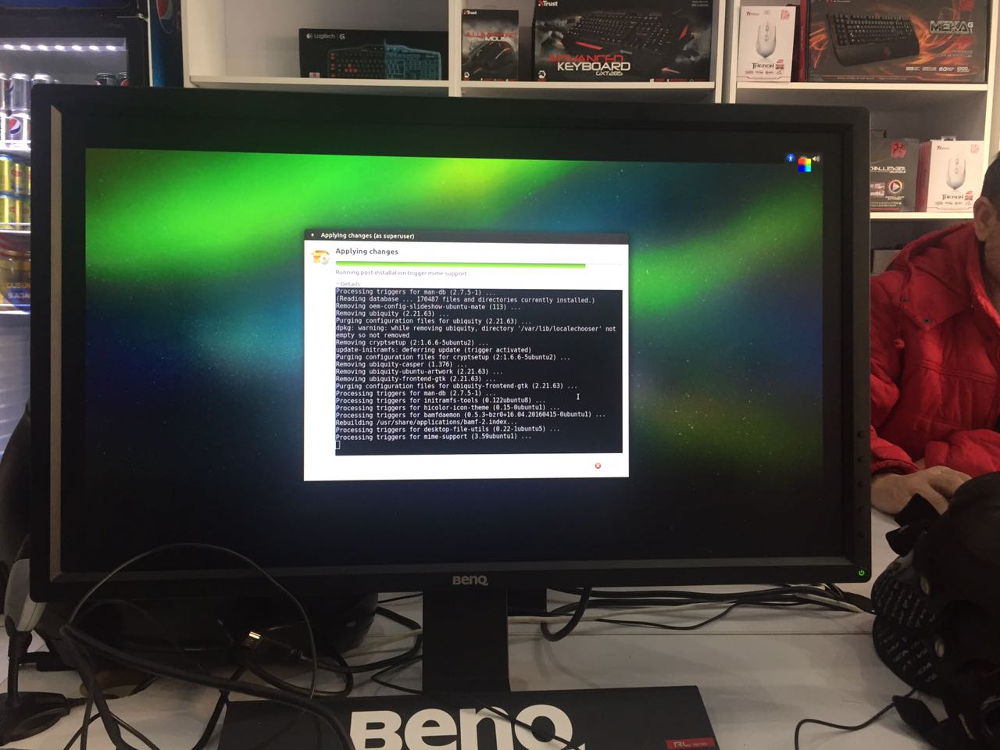 Logitech G
Trust
ADVANCED
KEYBOARD
GXT285
Trust
MOUSE
THERON
MEKA G
CHALLENGER
THERON
Applying changes (as superuser)
Applying changes
Running post-installation trigger mime support
Details
Processing triggers for man-db (2.7.5-1) ...
(Reading database ... 170487 files and directories currently installed.)
Removing oem-config-slideshow-ubuntu-mate (113) ...
Removing ubiquity (2.21.63) ...
Purging configuration files for ubiquity (2.21.63) ...
dpkg: warning: while removing ubiquity, directory '/var/lib/localechooser' not
empty so not removed
Removing cryptsetup (2:1.6.6-5ubuntu2) ...
update-initramfs: deferring update (trigger activated)
Purging configuration files for cryptsetup (2:1.6.6-5ubuntu2) ...
Removing ubiquity-casper (1.376) ...
Removing ubiquity-ubuntu-artwork (2.21.63) ...
Removing ubiquity-frontend-gtk (2.21.63) ...
Purging configuration files for ubiquity-frontend-gtk (2.21.63) ...
Processing triggers for man-db (2.7.5-1) ...
Processing triggers for initramfs-tools (0.122ubuntu8) ...
Processing triggers for hicolor-icon-theme (0.15-0ubuntu1) ...
Processing triggers for bamfdaemon (0.5.3~bzr0+16.04.20160415-0ubuntu1) ...
Rebuilding /usr/share/applications/bamf-2.index...
Processing triggers for desktop-file-utils (0.22-1ubuntu5) ...
Processing triggers for mime-support (3.59ubuntu1) ...
BenQ
BenQ
RL